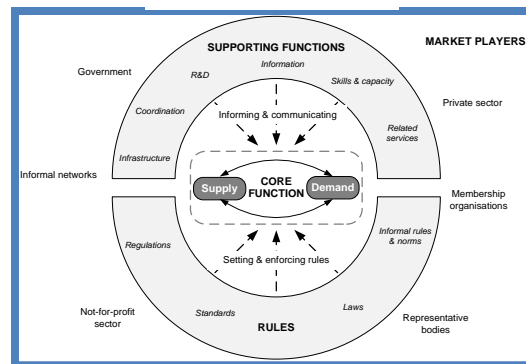 SUPPORTING FUNCTIONS
MARKET PLAYERS
Government
Information
R&D
Skills & capacity
Private sector
Coordination
Informing & communicating
Related
services
Infrastructure
Informal networks
Supply
CORE
FUNCTION
Demand
Membership
organisations
Regulations
Informal rules
& norms
Setting & enforcing rules
Not-for-profit
sector
Standards
Laws
Representative
bodies
RULES